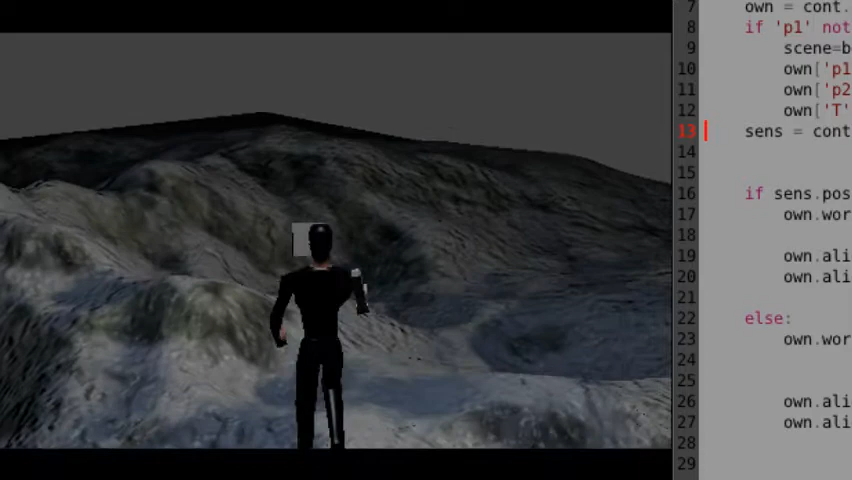 7 own = cont.
8 if 'p1' not
9 scene=b
10 own['p1
11 own['p2
12 own['T'
13 sens = cont
14
15
16 if sens.pos
17 own.wor
18
19 own.ali
20 own.ali
21
22 else:
23 own.wor
24
25
26 own.ali
27 own.ali
28
29